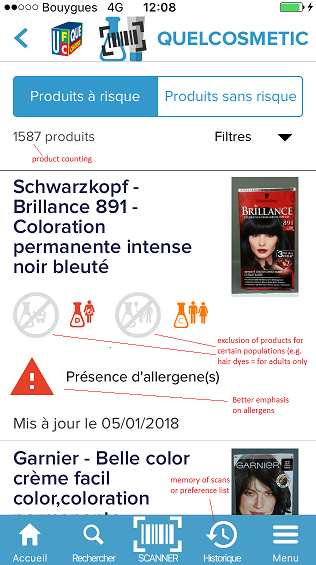 Bouygues 4G 12:08
UFC QUE CHOISIR
QUELCOSMETIC
Produits à risque Produits sans risque
1587 produits Filtres
product counting
Schwarzkopf -
Brillance 891 -
Coloration
permanente intense
noir bleuté
Schwarzkopf
BRILLANCE
891
exclusion of products for
certain populations (e.g.
hair dyes = for adults only
Présence d'allergene(s)
Better emphasis
on allergens
Mis à jour le 05/01/2018
Garnier - Belle color
crème facil
color,coloration
permanente
GARNIER
memory of scans
or preference list
Accueil Rechercher SCANNER Historique Menu